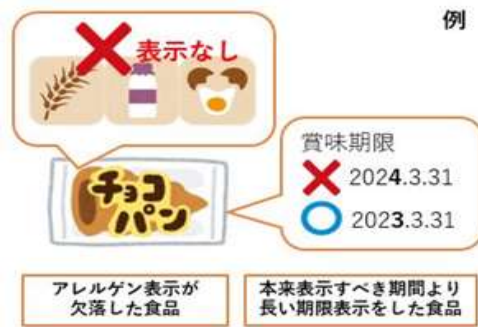 例
表示なし
チョコ
パン
賞味期限
2024.3.31
2023.3.31
アレルゲン表示が
欠落した食品
本来表示すべき期間より
長い期限表示をした食品